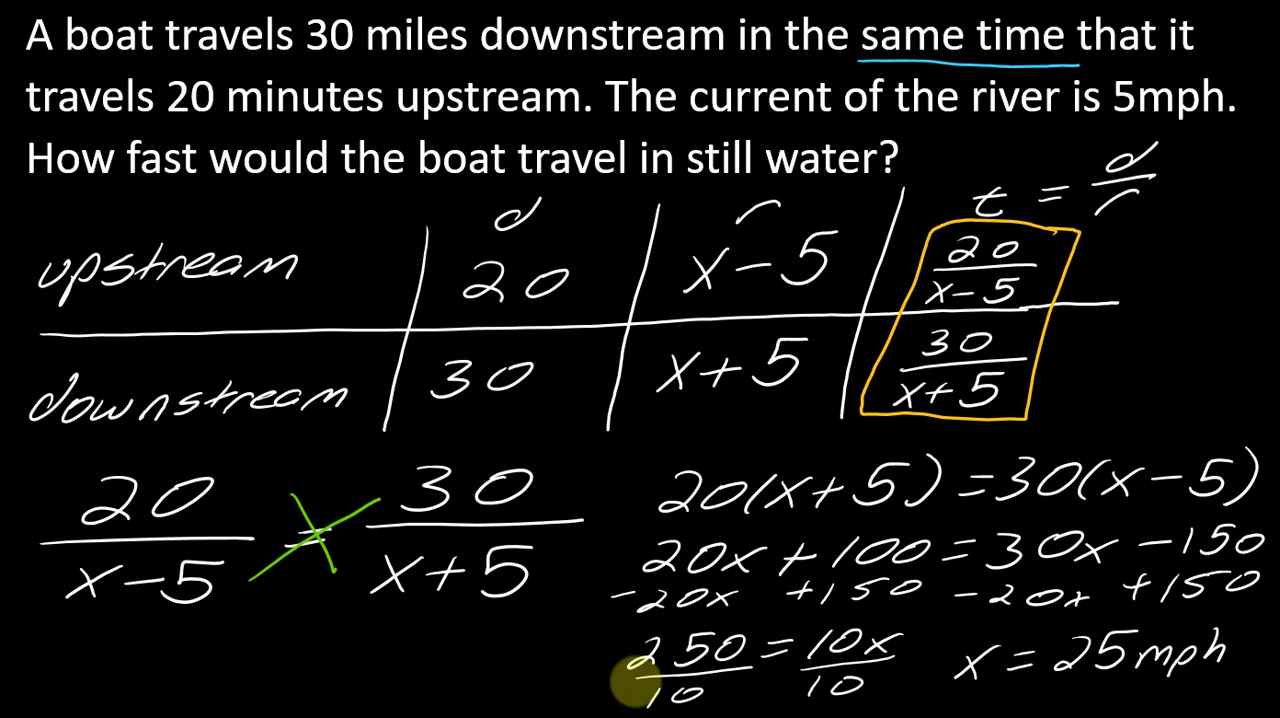 A boat travels 30 miles downstream in the same time that it
travels 20 minutes upstream. The current of the river is 5mph.
How fast would the boat travel in still water?
d r t = d/r
upstream 20 x - 5 20/(x - 5)
downstream 30 x + 5 30/(x + 5)
20/(x - 5) = 30/(x + 5)
20(x + 5) = 30(x - 5)
20x + 100 = 30x - 150
-20x +150 -20x +150
250/10 = 10x/10 x = 25mph